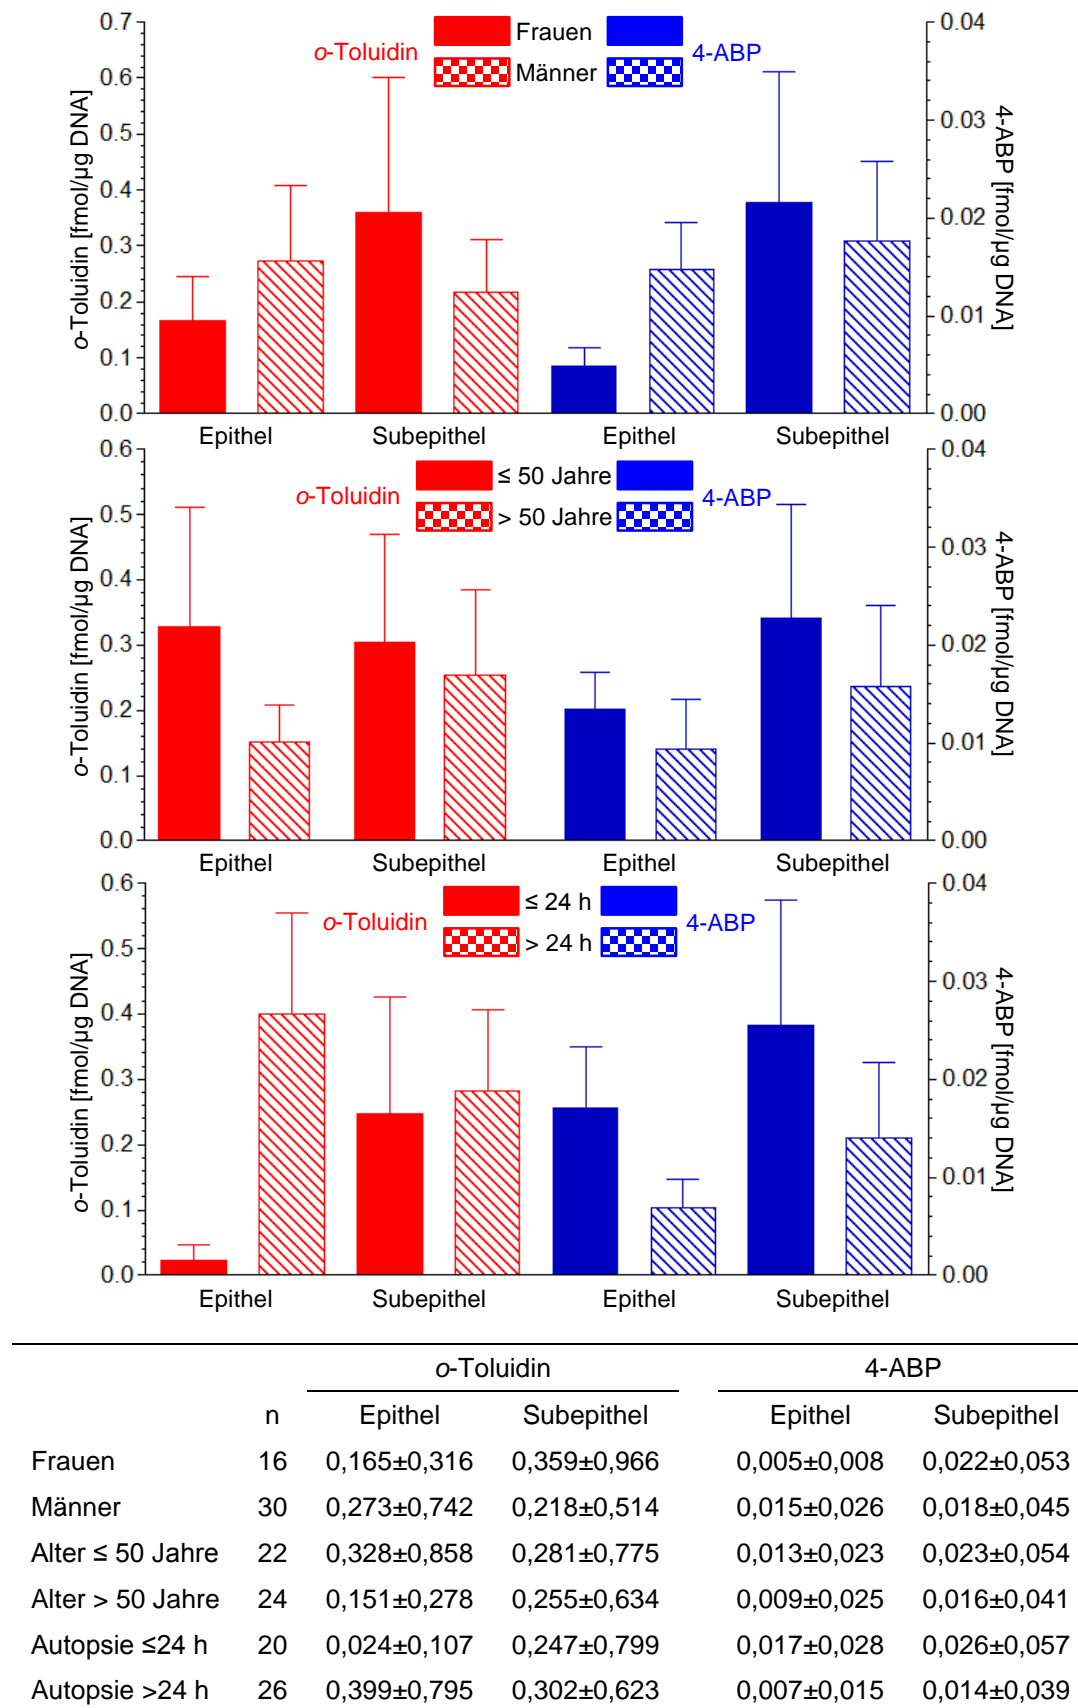 o-Toluidin Frauen 4-ABP
Männer
o-Toluidin [fmol/µg DNA]
0.7
0.6
0.5
0.4
0.3
0.2
0.1
0.0
4-ABP [fmol/µg DNA]
0.04
0.03
0.02
0.01
0.00
Epithel Subepithel Epithel Subepithel
o-Toluidin ≤ 50 Jahre 4-ABP
> 50 Jahre
o-Toluidin [fmol/µg DNA]
0.6
0.5
0.4
0.3
0.2
0.1
0.0
4-ABP [fmol/µg DNA]
0.04
0.03
0.02
0.01
0.00
Epithel Subepithel Epithel Subepithel
o-Toluidin ≤ 24 h 4-ABP
> 24 h
o-Toluidin [fmol/µg DNA]
0.6
0.5
0.4
0.3
0.2
0.1
0.0
4-ABP [fmol/µg DNA]
0.04
0.03
0.02
0.01
0.00
Epithel Subepithel Epithel Subepithel
o-Toluidin 4-ABP
n Epithel Subepithel Epithel Subepithel
Frauen 16 0,165±0,316 0,359±0,966 0,005±0,008 0,022±0,053
Männer 30 0,273±0,742 0,218±0,514 0,015±0,026 0,018±0,045
Alter ≤ 50 Jahre 22 0,328±0,858 0,281±0,775 0,013±0,023 0,023±0,054
Alter > 50 Jahre 24 0,151±0,278 0,255±0,634 0,009±0,025 0,016±0,041
Autopsie ≤24 h 20 0,024±0,107 0,247±0,799 0,017±0,028 0,026±0,057
Autopsie >24 h 26 0,399±0,795 0,302±0,623 0,007±0,015 0,014±0,039